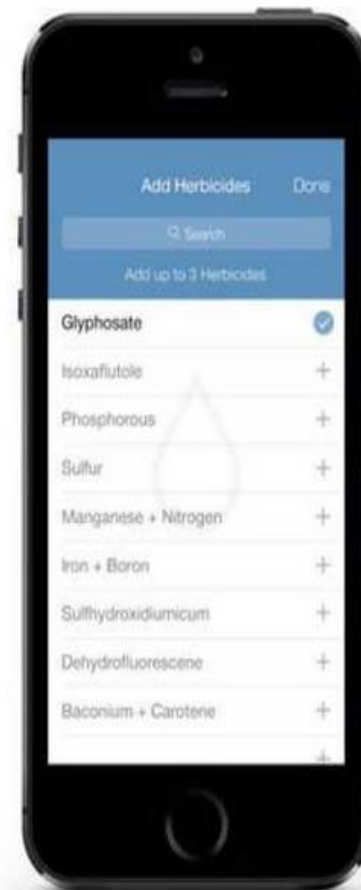 Add Herbicides Done
Search
Add up to 3 Herbicides
Glyphosate
Isoxaflutole
Phosphorous
Sulfur
Manganese + Nitrogen
Iron + Boron
Sulfhydroxidiumicum
Dehydrofluorescene
Baconium + Carotene